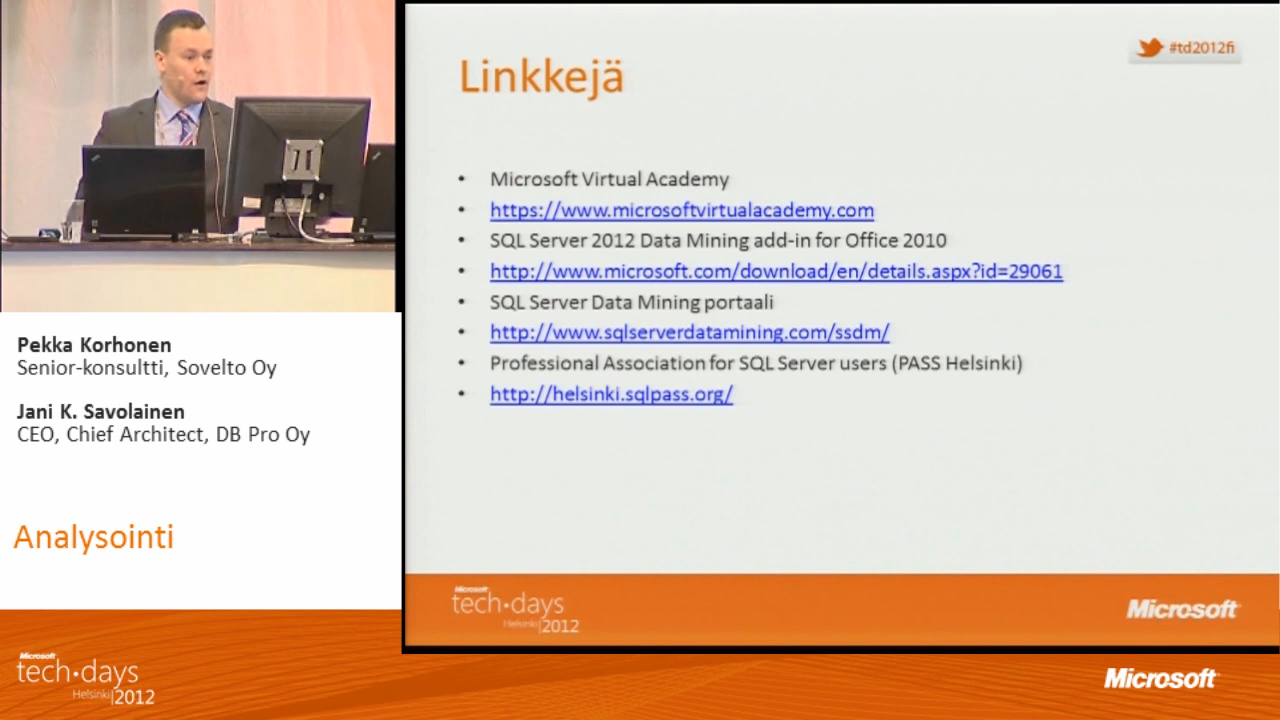 #td2012fi
Linkkejä
• Microsoft Virtual Academy
• https://www.microsoftvirtualacademy.com
• SQL Server 2012 Data Mining add-in for Office 2010
• http://www.microsoft.com/download/en/details.aspx?id=29061
• SQL Server Data Mining portaali
• http://www.sqlserverdatamining.com/ssdm/
• Professional Association for SQL Server users (PASS Helsinki)
• http://helsinki.sqlpass.org/
Microsoft
tech·days
Helsinki|2012
Microsoft
Pekka Korhonen
Senior-konsultti, Sovelto Oy
Jani K. Savolainen
CEO, Chief Architect, DB Pro Oy
Analysointi
Microsoft
tech·days
Helsinki|2012
Microsoft